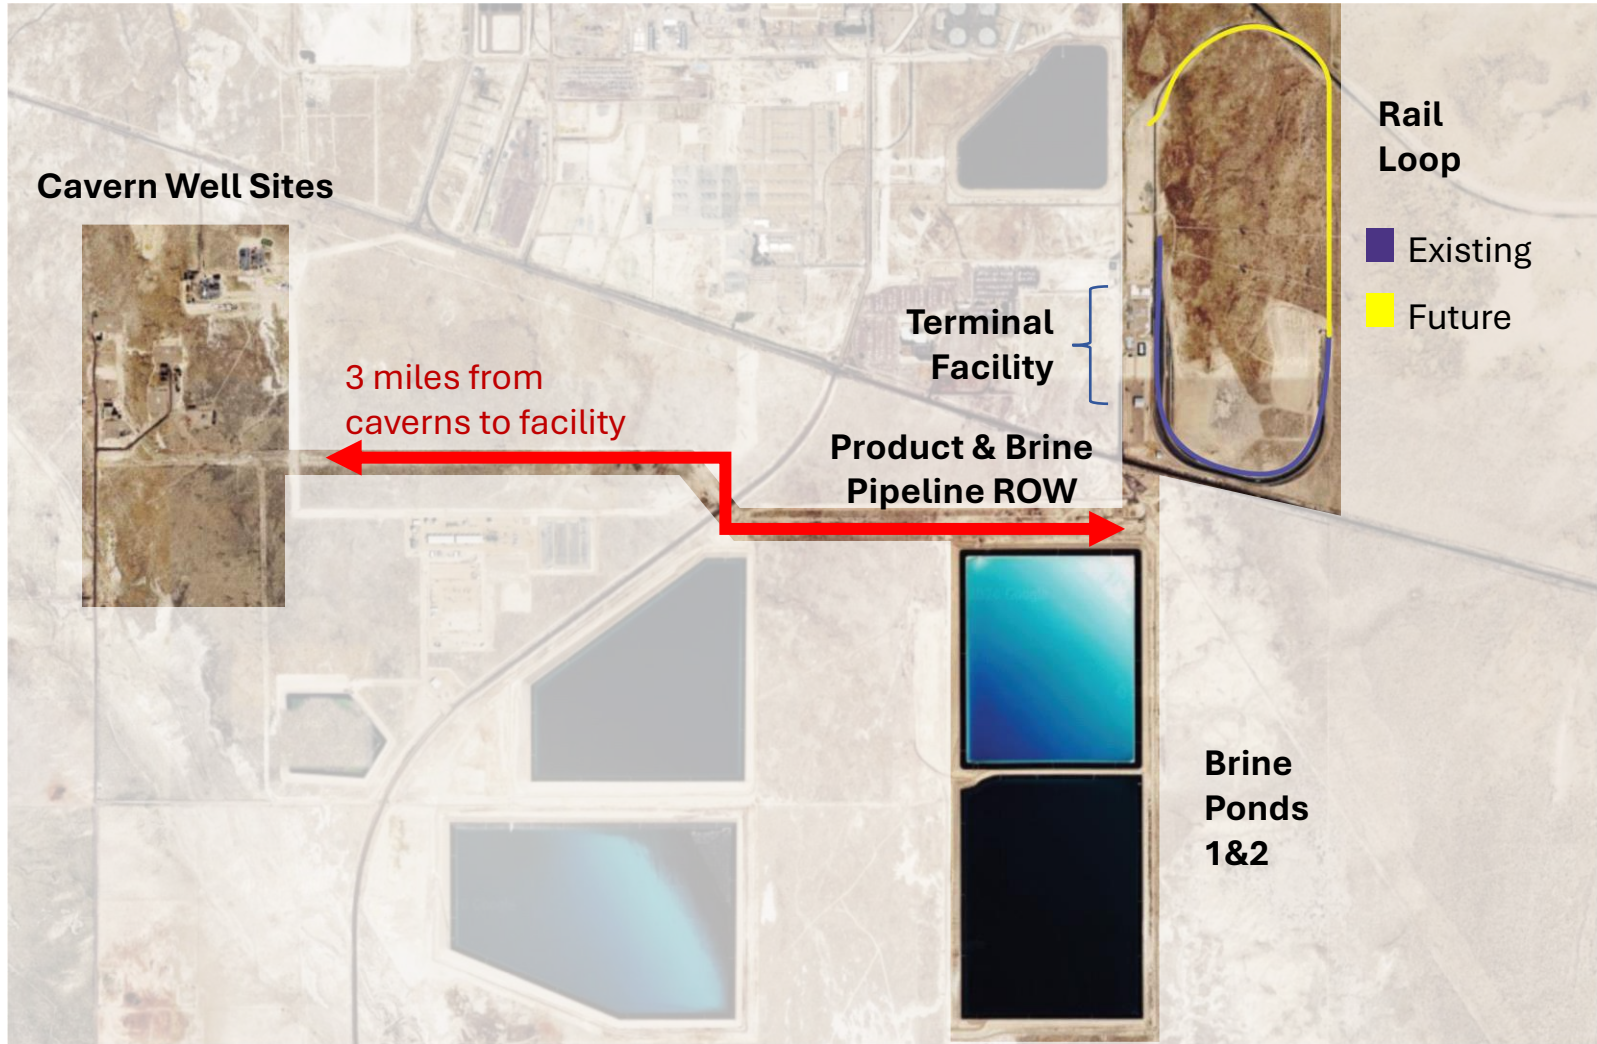 Cavern Well Sites
3 miles from
caverns to facility
Terminal
Facility
Product & Brine
Pipeline ROW
Rail
Loop
Existing
Future
Brine
Ponds
1&2